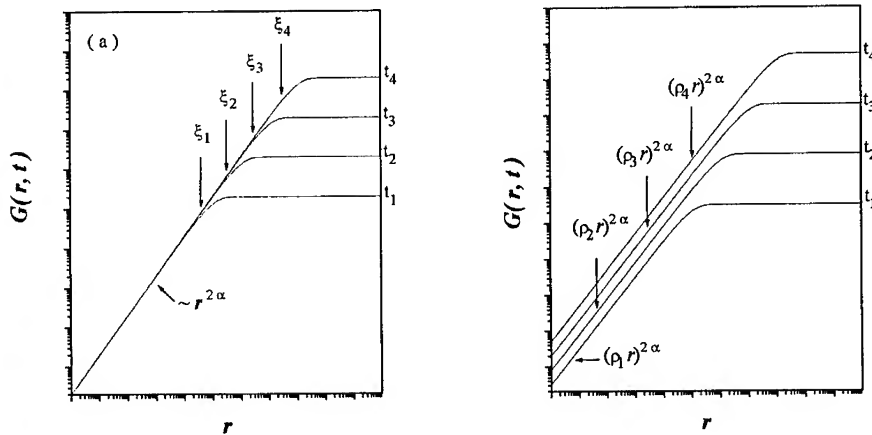 (a)
ξ₁
ξ₂
ξ₃
ξ₄
t₄
t₃
t₂
t₁
~ r^{2α}
G(r, t)
r
(ρ₄r)^{2α}
(ρ₃r)^{2α}
(ρ₂r)^{2α}
(ρ₁r)^{2α}
t₄
t₃
t₂
G(r, t)
r